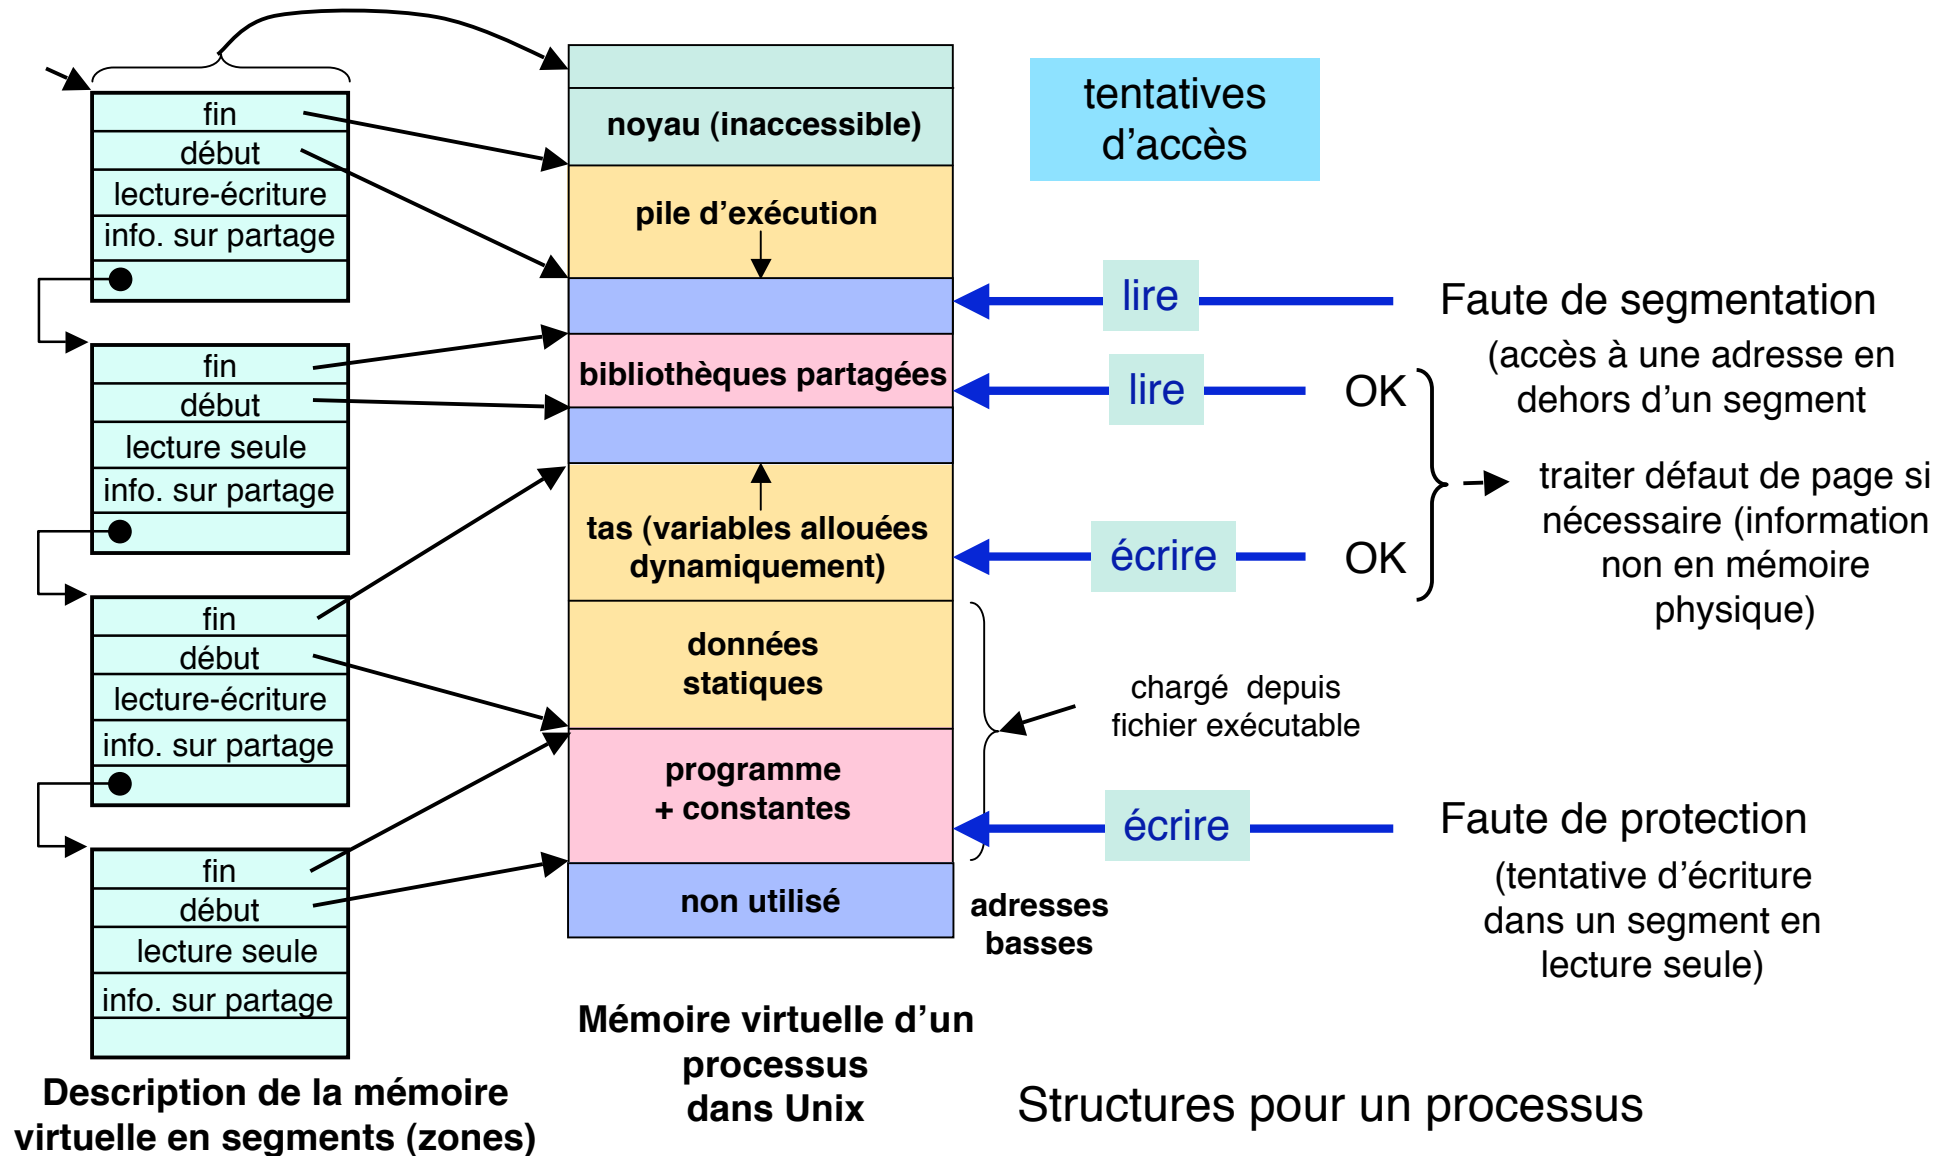 fin
début
lecture-écriture
info. sur partage
fin
début
lecture seule
info. sur partage
fin
début
lecture-écriture
info. sur partage
fin
début
lecture seule
info. sur partage
Description de la mémoire
virtuelle en segments (zones)
noyau (inaccessible)
pile d’exécution
bibliothèques partagées
tas (variables allouées
dynamiquement)
données
statiques
programme
+ constantes
non utilisé
adresses
basses
Mémoire virtuelle d’un
processus
dans Unix
tentatives
d’accès
lire
Faute de segmentation
(accès à une adresse en
dehors d’un segment
lire
OK
écrire
OK
traiter défaut de page si
nécessaire (information
non en mémoire
physique)
chargé depuis
fichier exécutable
écrire
Faute de protection
(tentative d’écriture
dans un segment en
lecture seule)
Structures pour un processus